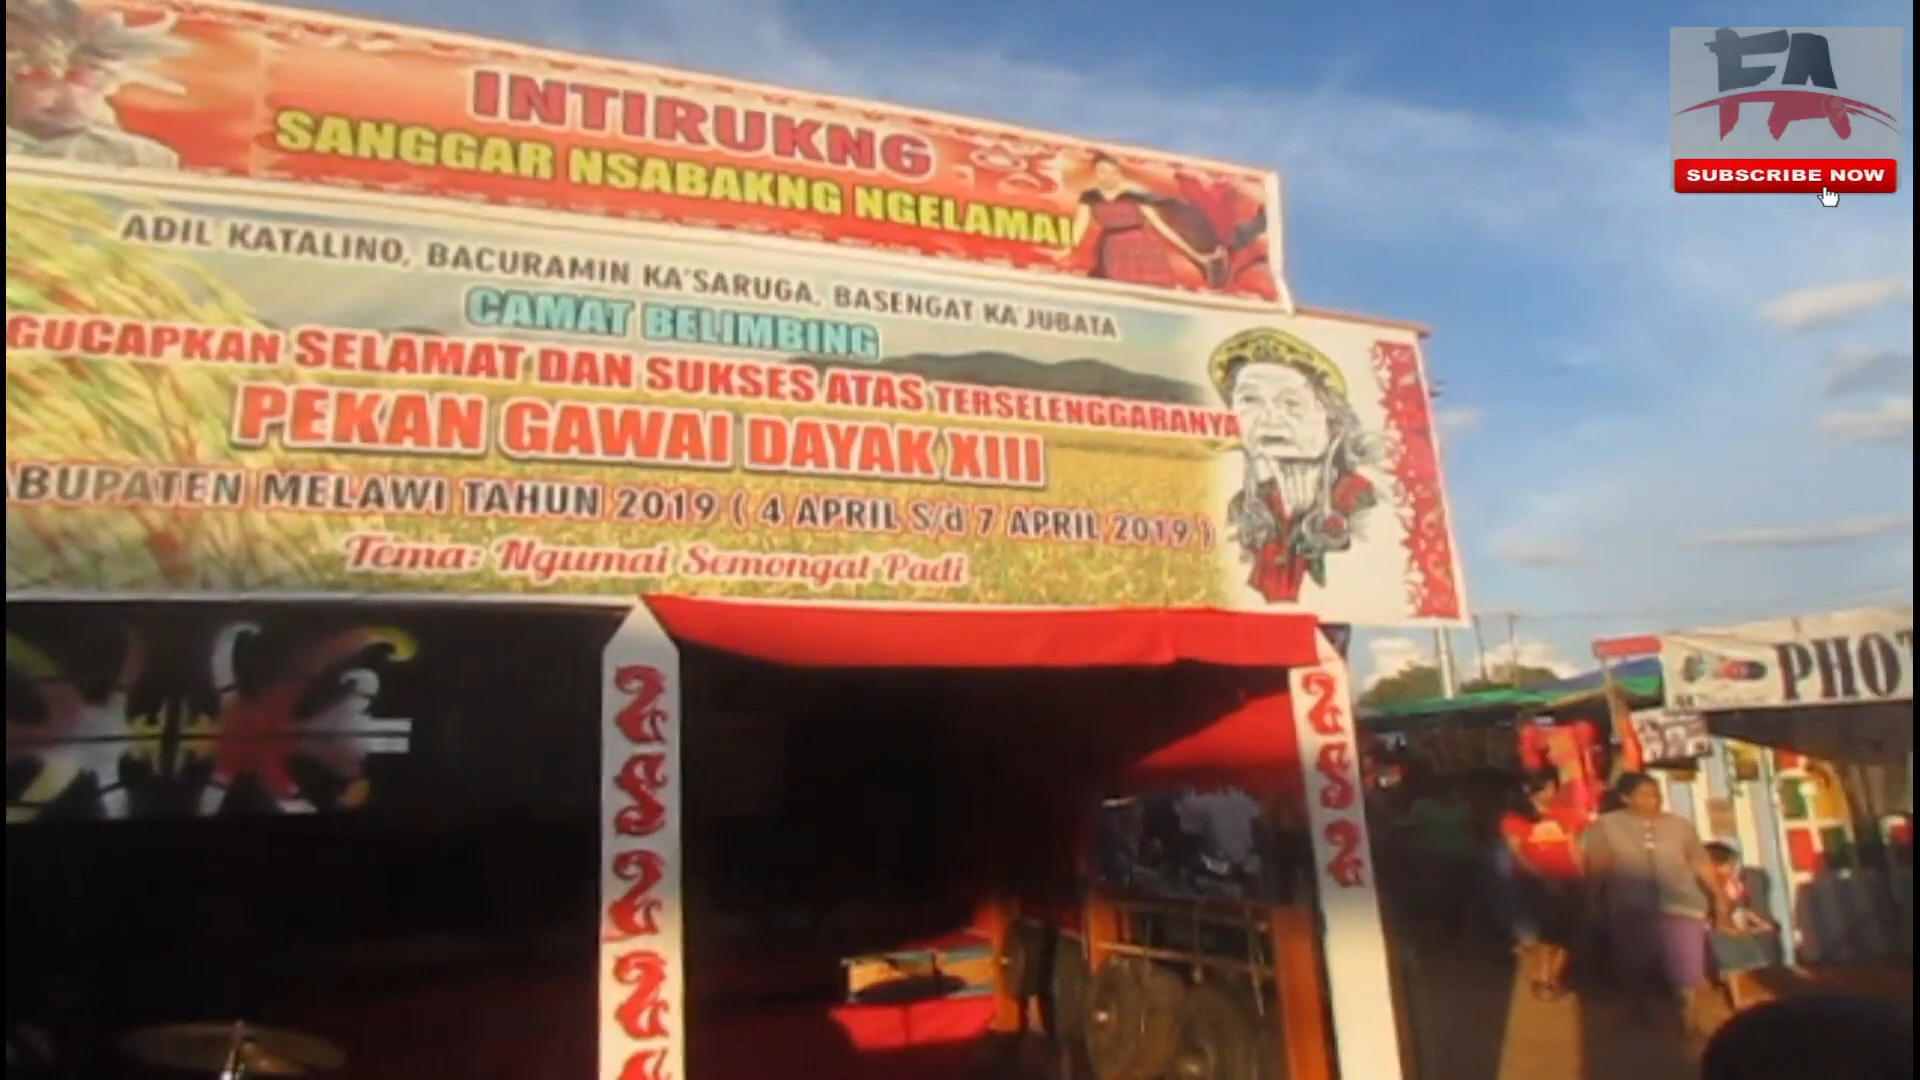 INTIRUKNG
SANGGAR NSABAKNG NGELAMAI
ADIL KATALINO, BACURAMIN KA'SARUGA, BASENGAT KA'JUBATA
CAMAT BELIMBING
GUCAPKAN SELAMAT DAN SUKSES ATAS TERSELENGGARANYA
PEKAN GAWAI DAYAK XIII
ABUPATEN MELAWI TAHUN 2019 ( 4 APRIL S/d 7 APRIL 2019 )
Tema: Ngumai Semongat Padi
FA
SUBSCRIBE NOW
PHOT